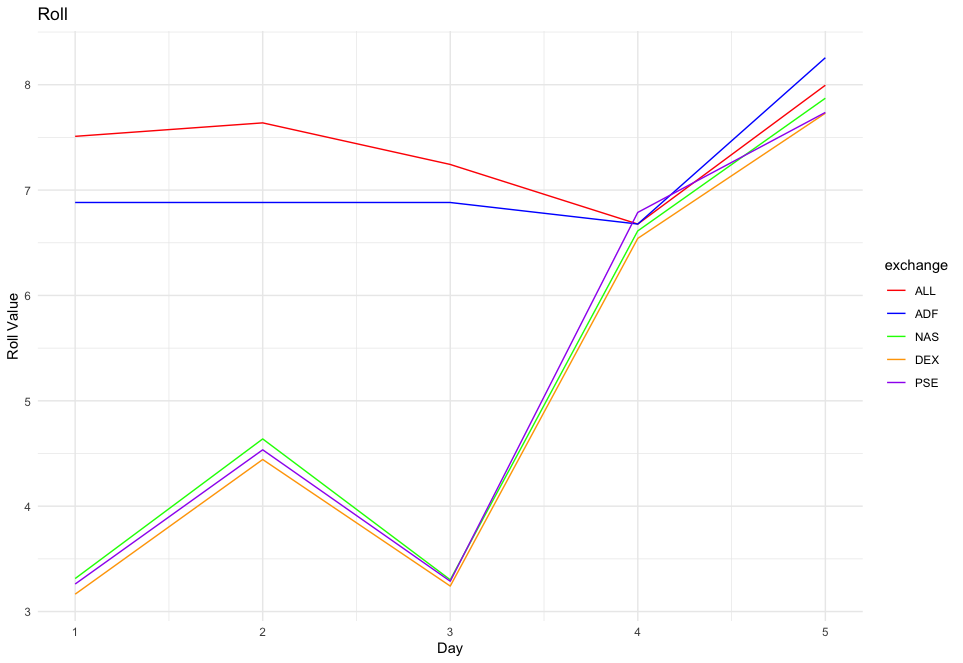 Roll
Roll Value
8
7
6
5
4
3
1 2 3 4 5
Day
exchange
ALL
ADF
NAS
DEX
PSE